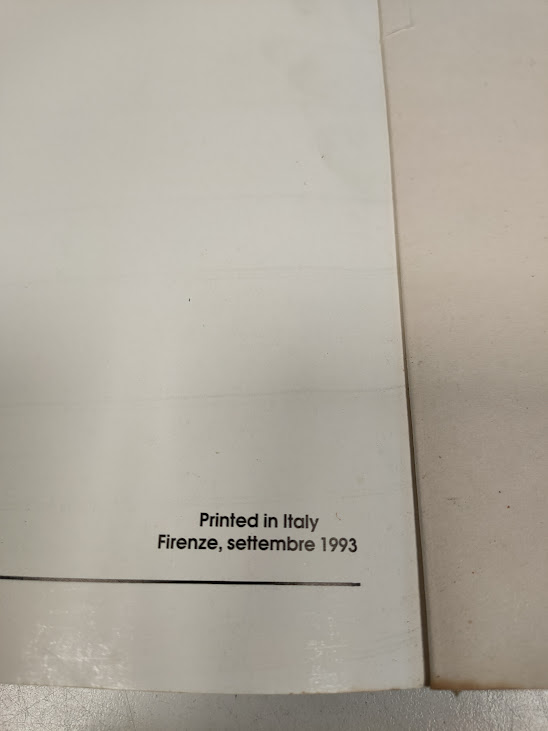 Printed in Italy
Firenze, settembre 1993